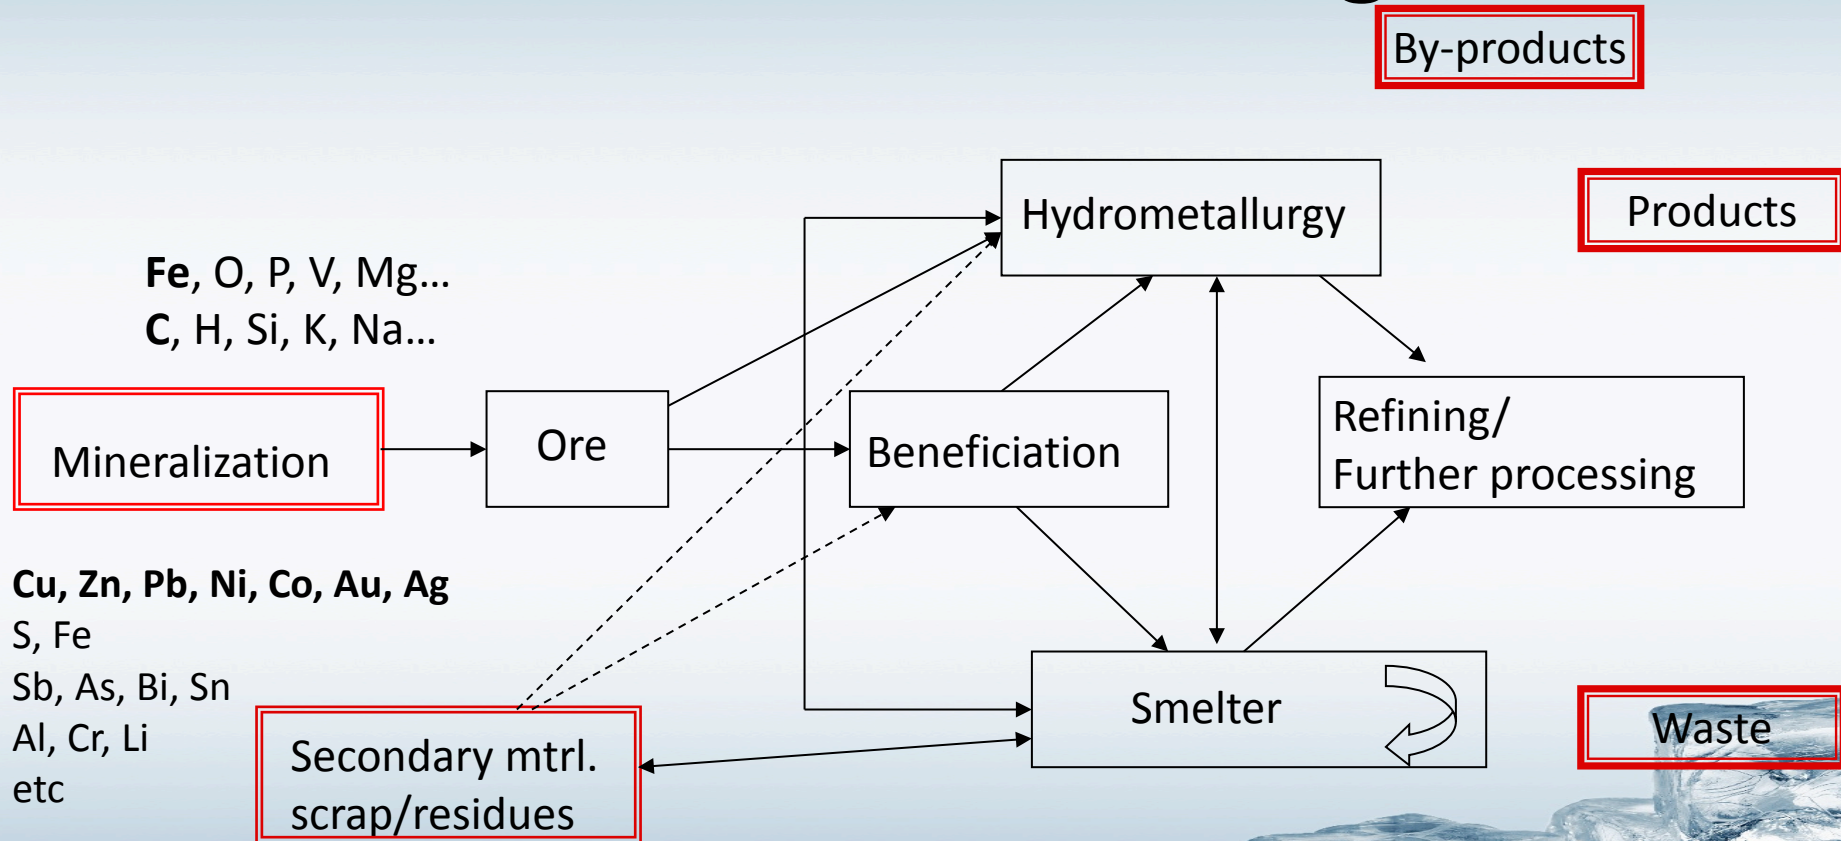 By-products
Hydrometallurgy
Products
Fe, O, P, V, Mg...
C, H, Si, K, Na...
Mineralization
Ore
Beneficiation
Refining/
Further processing
Cu, Zn, Pb, Ni, Co, Au, Ag
S, Fe
Sb, As, Bi, Sn
Al, Cr, Li
etc
Secondary mtrl.
scrap/residues
Smelter
Waste